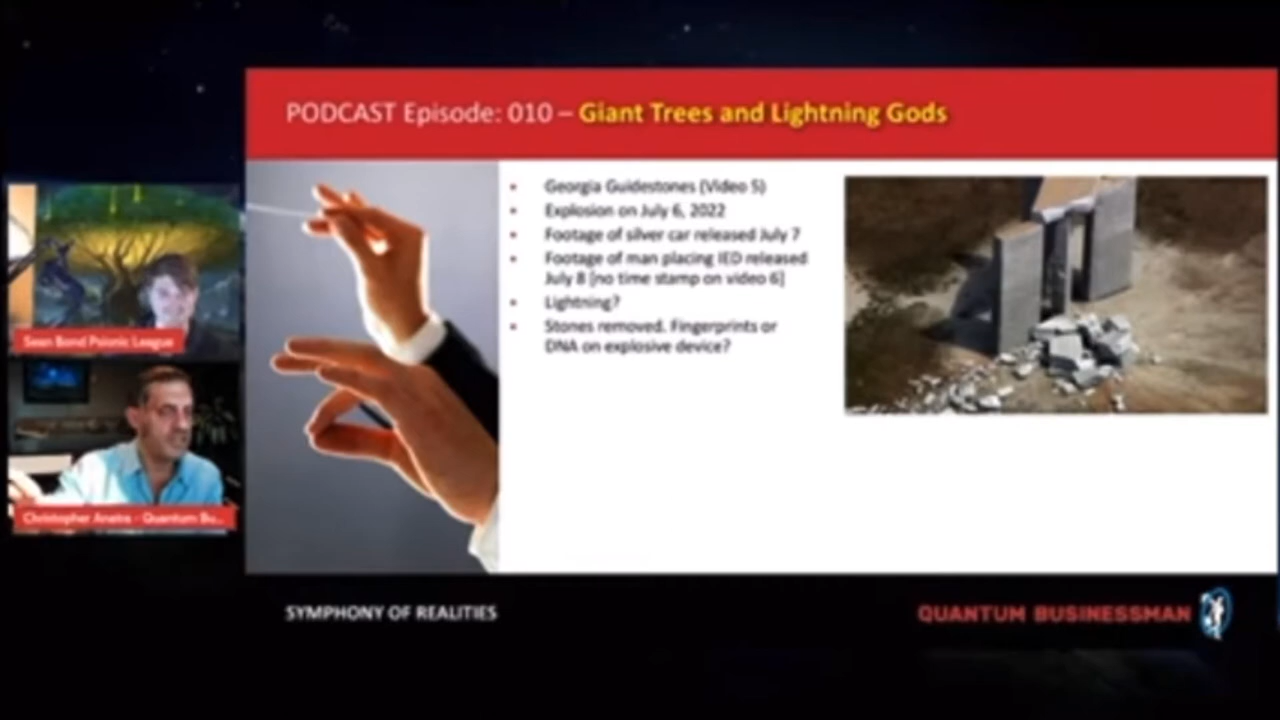 PODCAST Episode: 010 – Giant Trees and Lightning Gods
• Georgia Guidestones (Video 5)
• Explosion on July 6, 2022
• Footage of silver car released July 7
• Footage of man placing IED released
July 8 [no time stamp on video 6]
• Lightning?
• Stones removed. Fingerprints or
DNA on explosive device?
Sean Bond Psionic League
Christopher Anatra - Quantum Bu...
SYMPHONY OF REALITIES
QUANTUM BUSINESSMAN